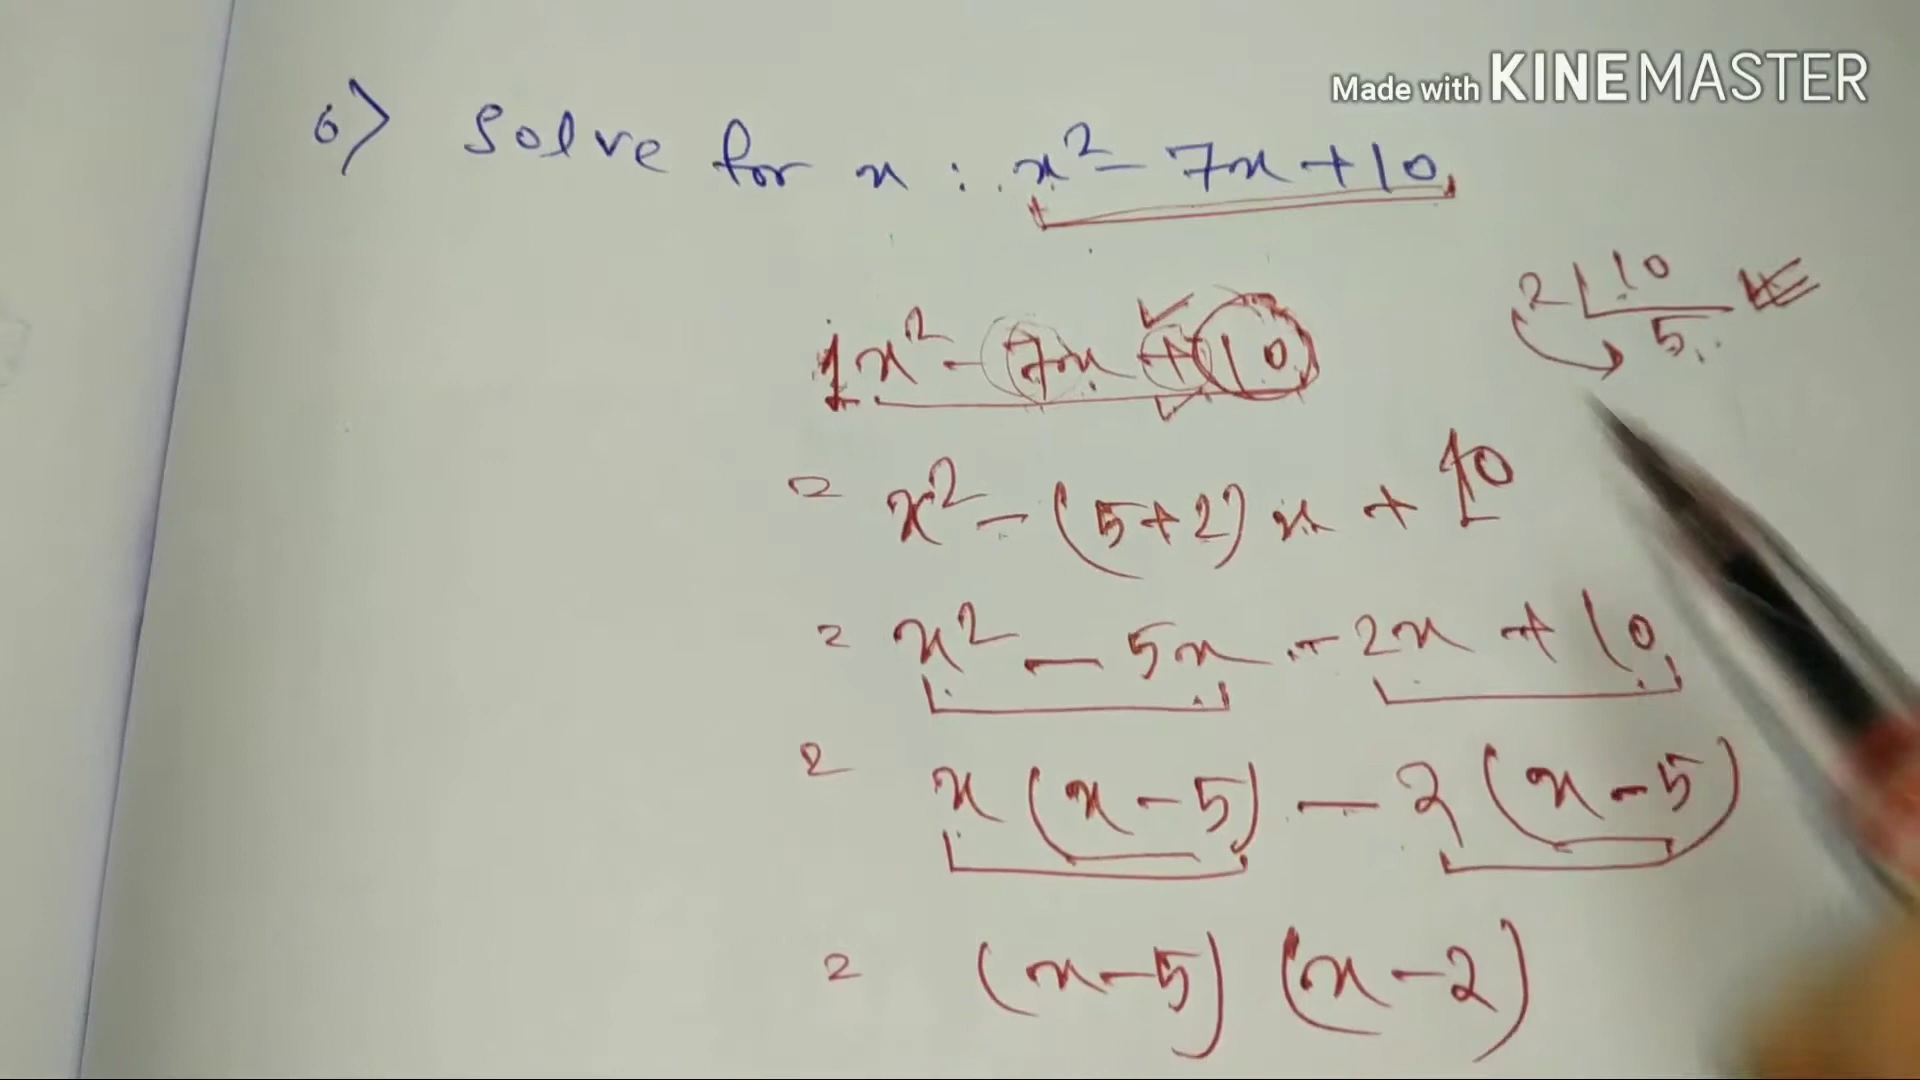 Made with KINEMASTER
6) Solve for x : x² - 7x + 10
2 | 10
5
1x² - 7x + 10
= x² - (5+2) x + 10
= x² - 5x - 2x + 10
= x (x - 5) - 2 (x - 5)
= (x - 5) (x - 2)